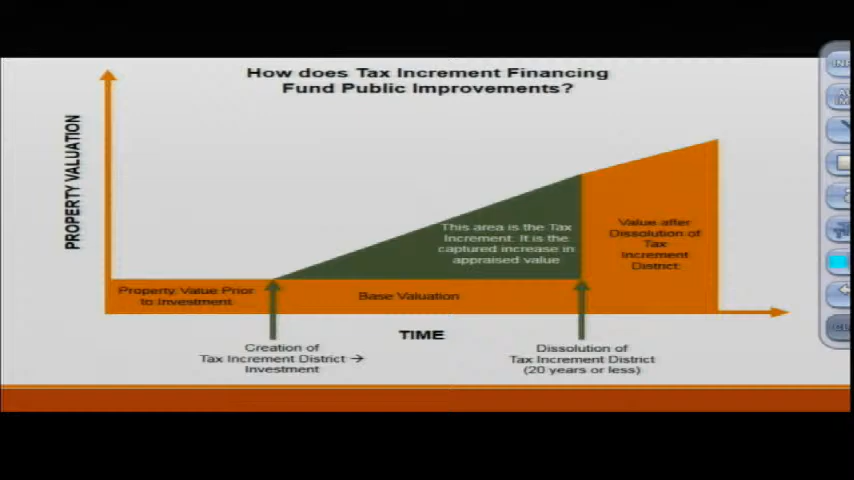 How does Tax Increment Financing
Fund Public Improvements?
PROPERTY VALUATION
This area is the Tax
Increment. It is the
captured increase in
appraised value
Value after
Dissolution of
Tax
Increment
District
Property Value Prior
to Investment
Base Valuation
TIME
Creation of
Tax Increment District →
Investment
Dissolution of
Tax Increment District
(20 years or less)